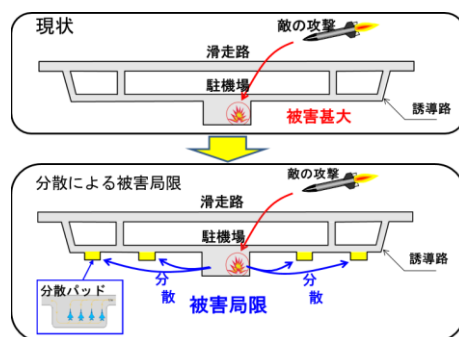 現状
敵の攻撃
滑走路
駐機場
被害甚大
誘導路
分散による被害局限
敵の攻撃
滑走路
駐機場
誘導路
分散
分散
分散パッド
被害局限